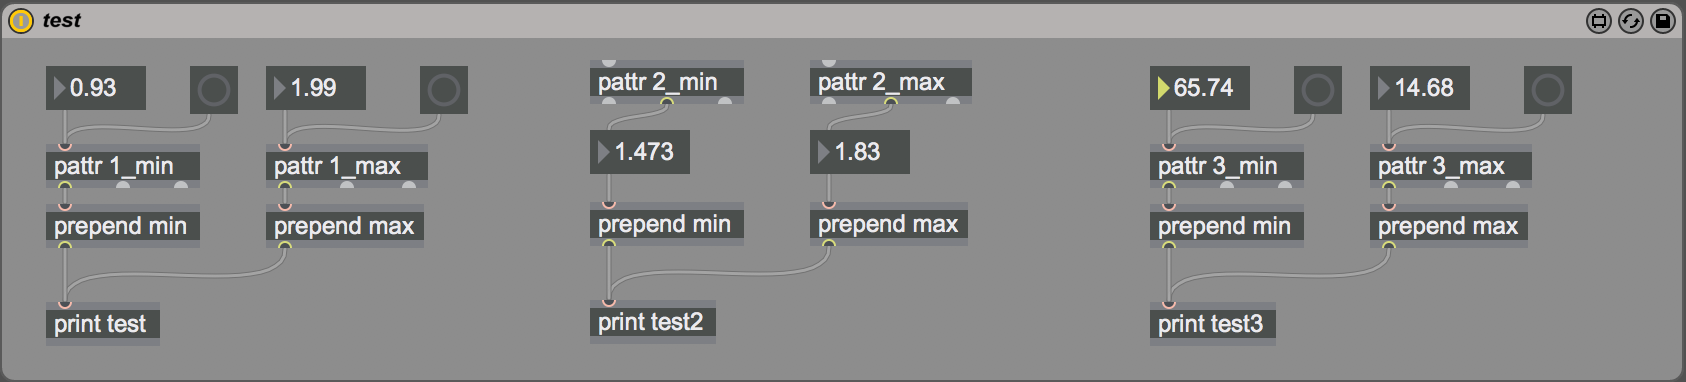 test
0.93
1.99
pattr 1_min
pattr 1_max
prepend min
prepend max
print test
pattr 2_min
pattr 2_max
1.473
1.83
prepend min
prepend max
print test2
65.74
14.68
pattr 3_min
pattr 3_max
prepend min
prepend max
print test3